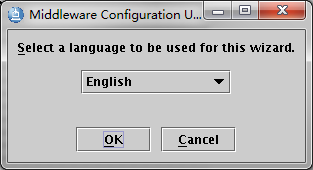 Middleware Configuration U...
Select a language to be used for this wizard.
English
OK
Cancel